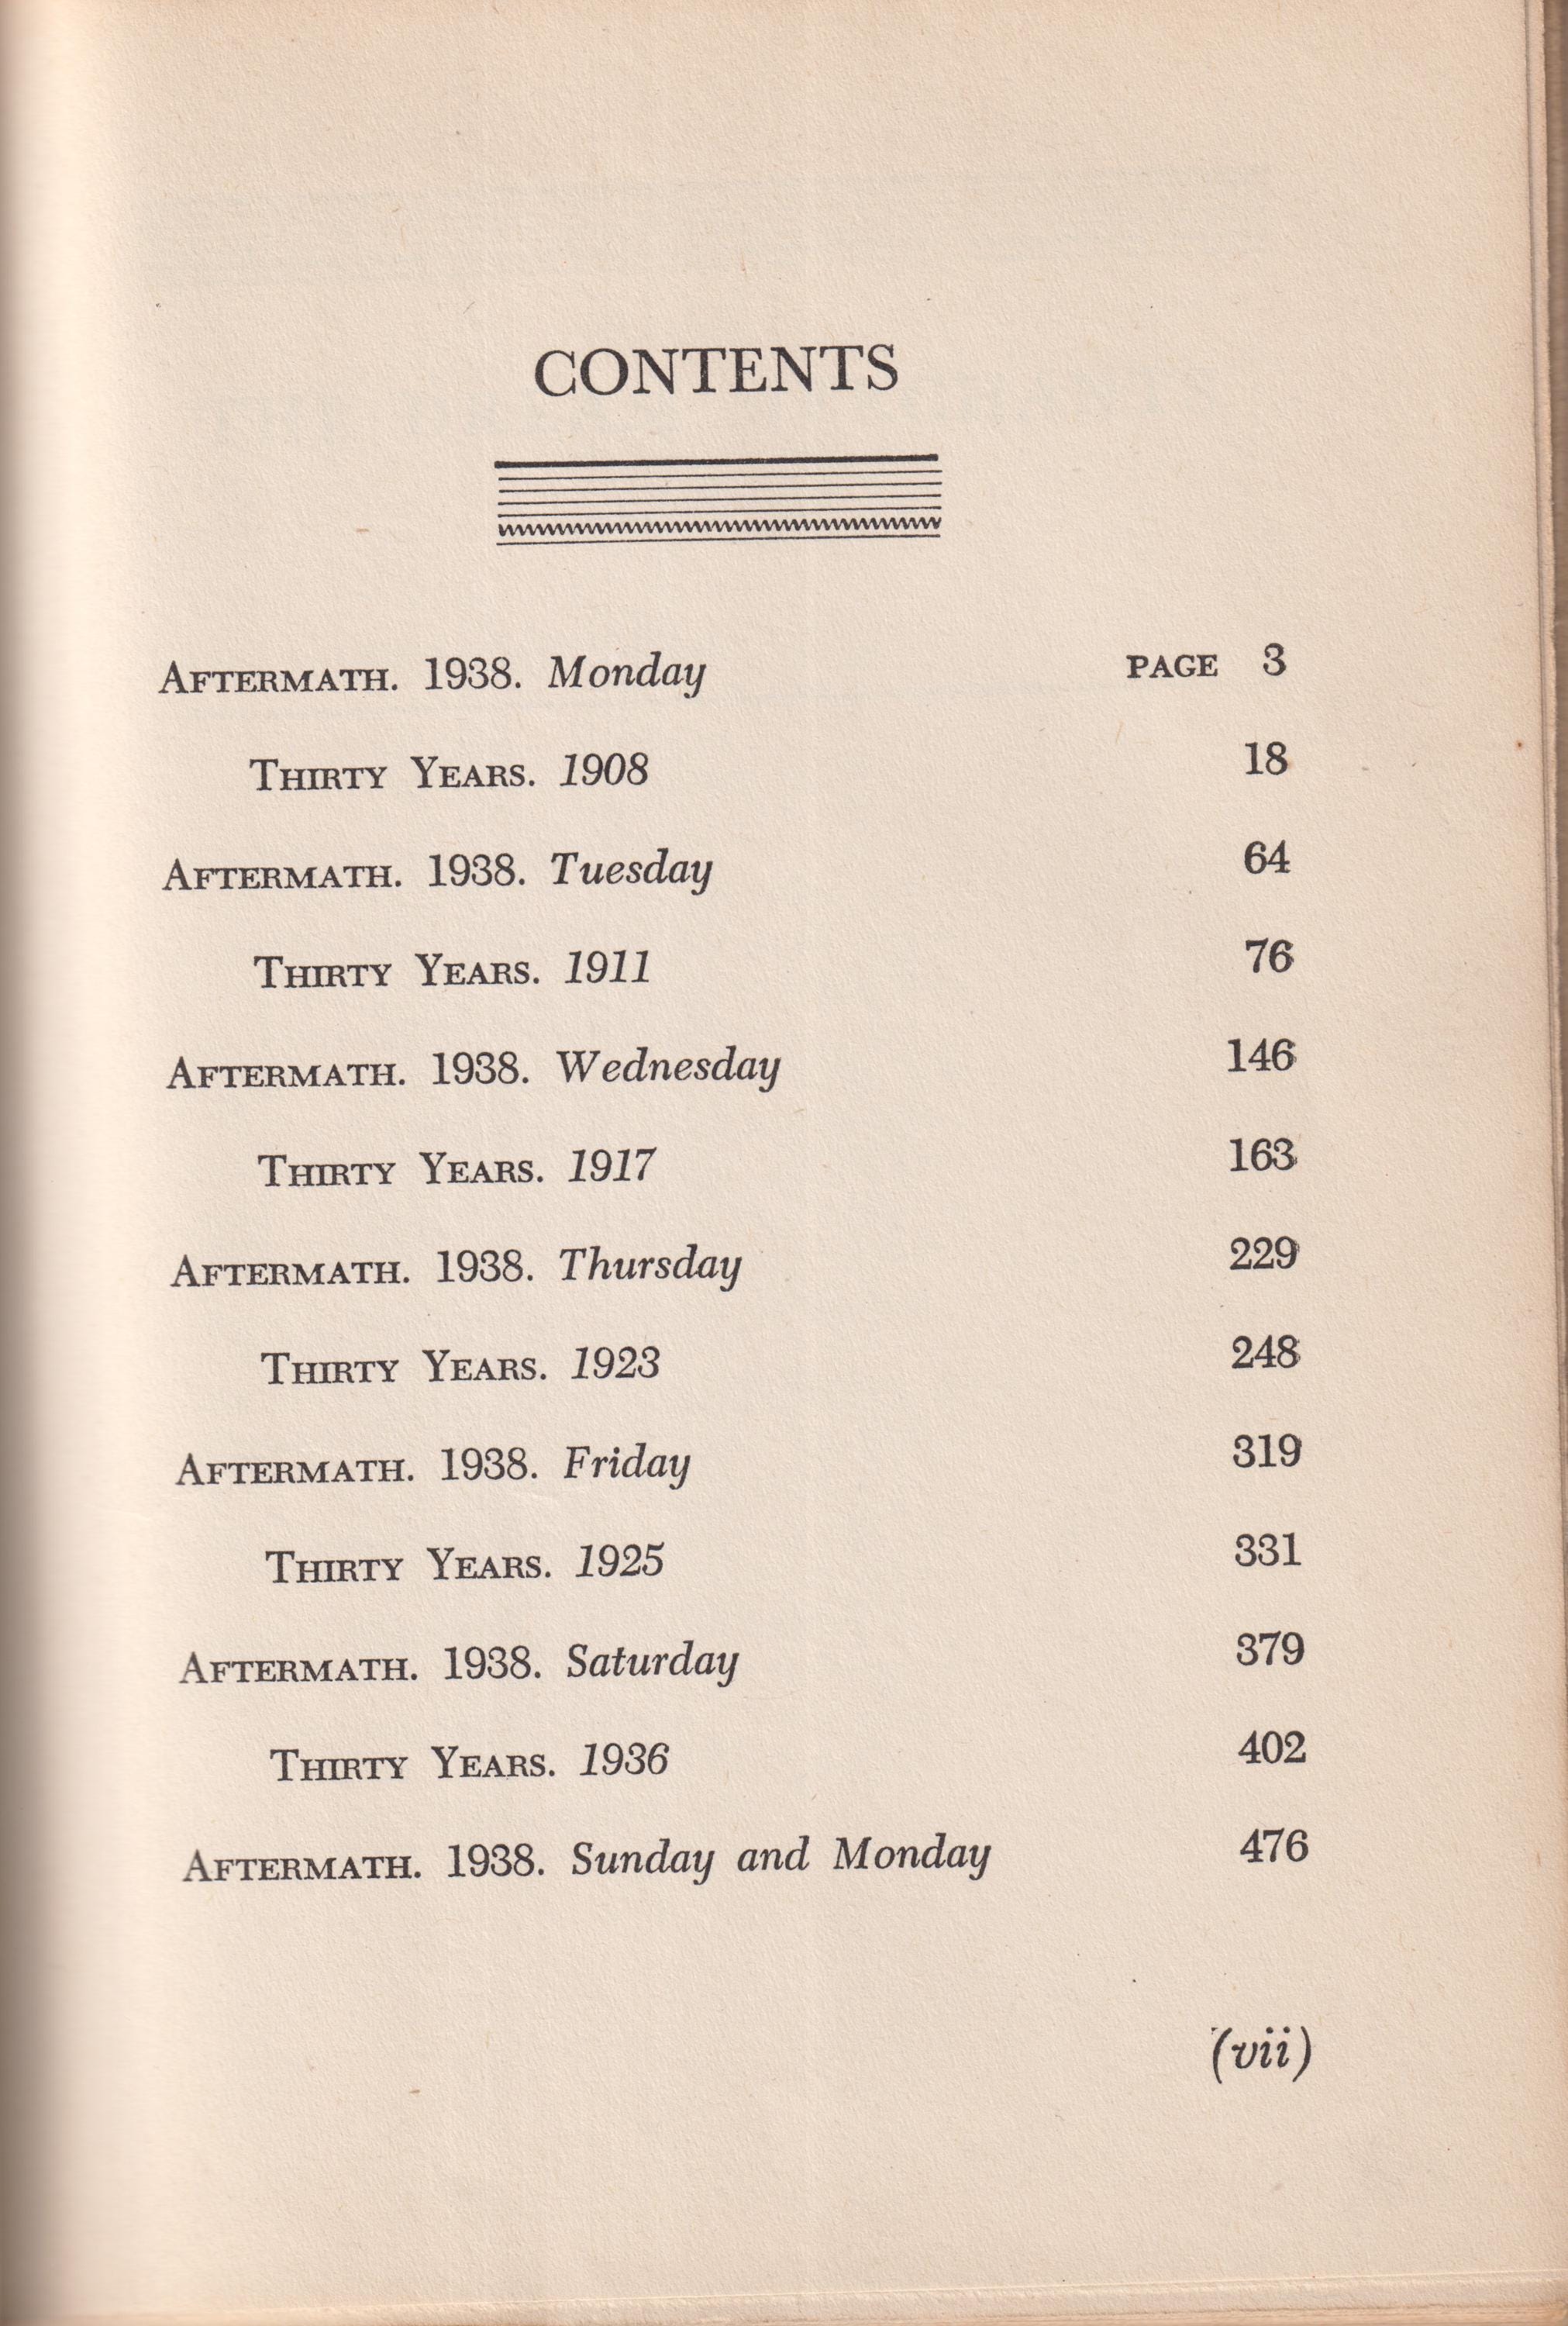 CONTENTS
AFTERMATH. 1938. Monday PAGE 3
THIRTY YEARS. 1908 18
AFTERMATH. 1938. Tuesday 64
THIRTY YEARS. 1911 76
AFTERMATH. 1938. Wednesday 146
THIRTY YEARS. 1917 163
AFTERMATH. 1938. Thursday 229
THIRTY YEARS. 1923 248
AFTERMATH. 1938. Friday 319
THIRTY YEARS. 1925 331
AFTERMATH. 1938. Saturday 379
THIRTY YEARS. 1936 402
AFTERMATH. 1938. Sunday and Monday 476
(vii)